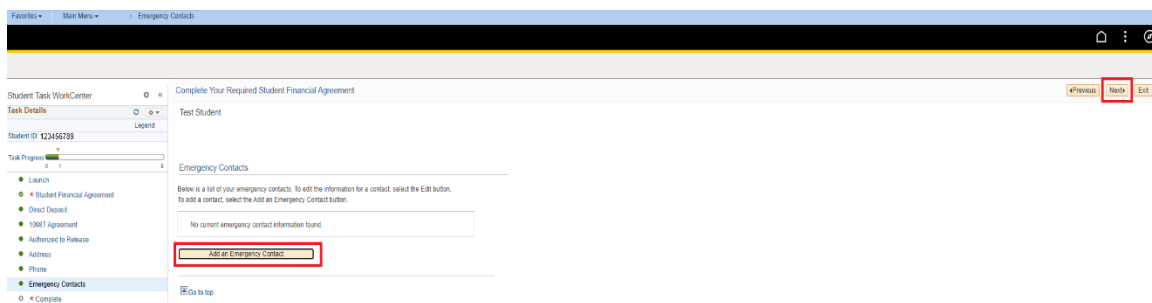 Favorites Main Menu > Emergency Contacts
Student Task WorkCenter
Task Details
Legend
Student ID: 123456789
Task Progress
0 1 9
Launch
* Student Financial Agreement
Direct Deposit
1098T Agreement
Authorized to Release
Address
Phone
Emergency Contacts
* Complete
Complete Your Required Student Financial Agreement
Previous Next Exit
Test Student
Emergency Contacts
Below is a list of your emergency contacts. To edit the information for a contact, select the Edit button.
To add a contact, select the Add an Emergency Contact button.
No current emergency contact information found.
Add an Emergency Contact
Go to top